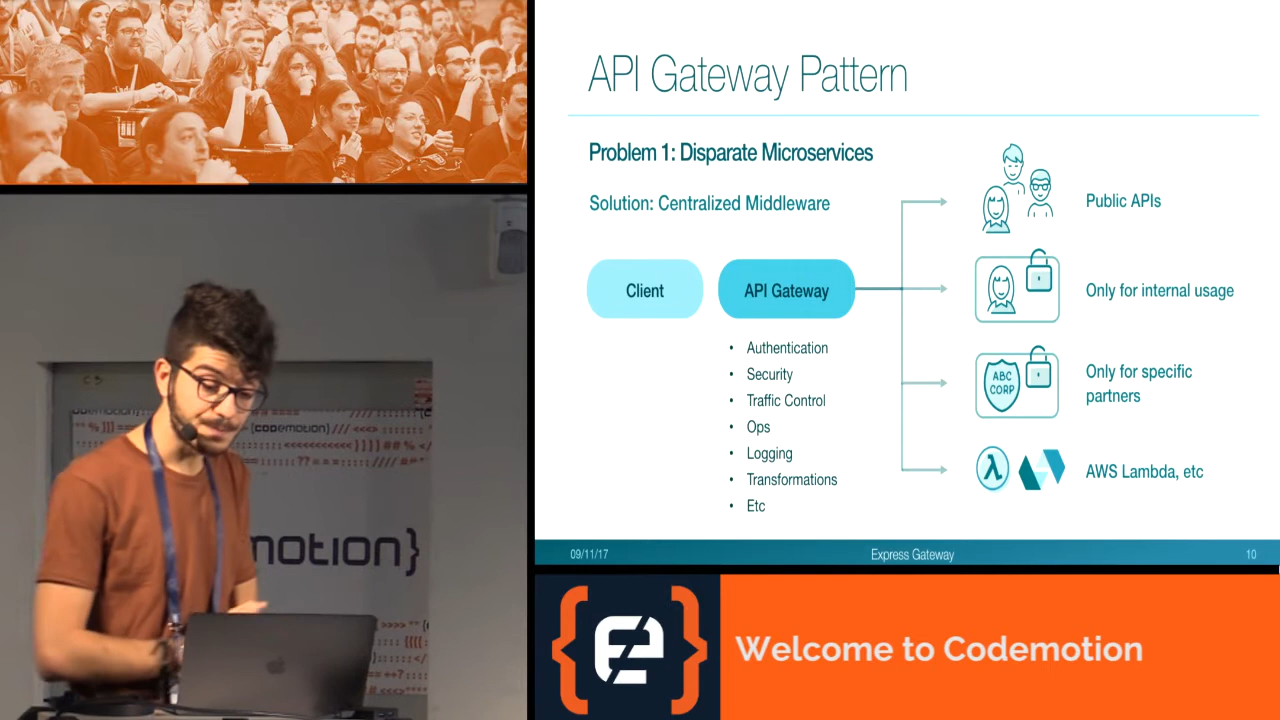 API Gateway Pattern
Problem 1: Disparate Microservices
Solution: Centralized Middleware
Client
API Gateway
• Authentication
• Security
• Traffic Control
• Ops
• Logging
• Transformations
• Etc
Public APIs
Only for internal usage
ABC
CORP
Only for specific
partners
λ
AWS Lambda, etc
09/11/17
Express Gateway
10
{codemotion}
motion}
Welcome to Codemotion